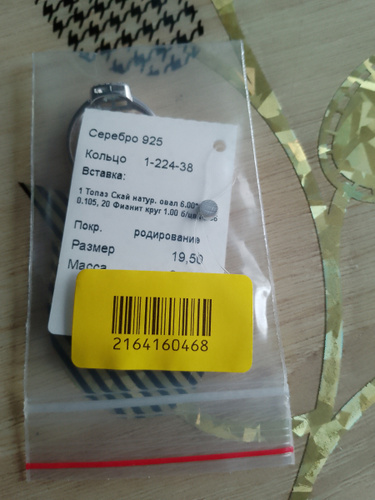 Серебро 925
Кольцо 1-224-38
Вставка:
1 Топаз Скай натур. овал 6.00
0.105, 20 Фианит круг 1.00 б/цв
Покр. родирование
Размер 19,50
Масса
2164160468